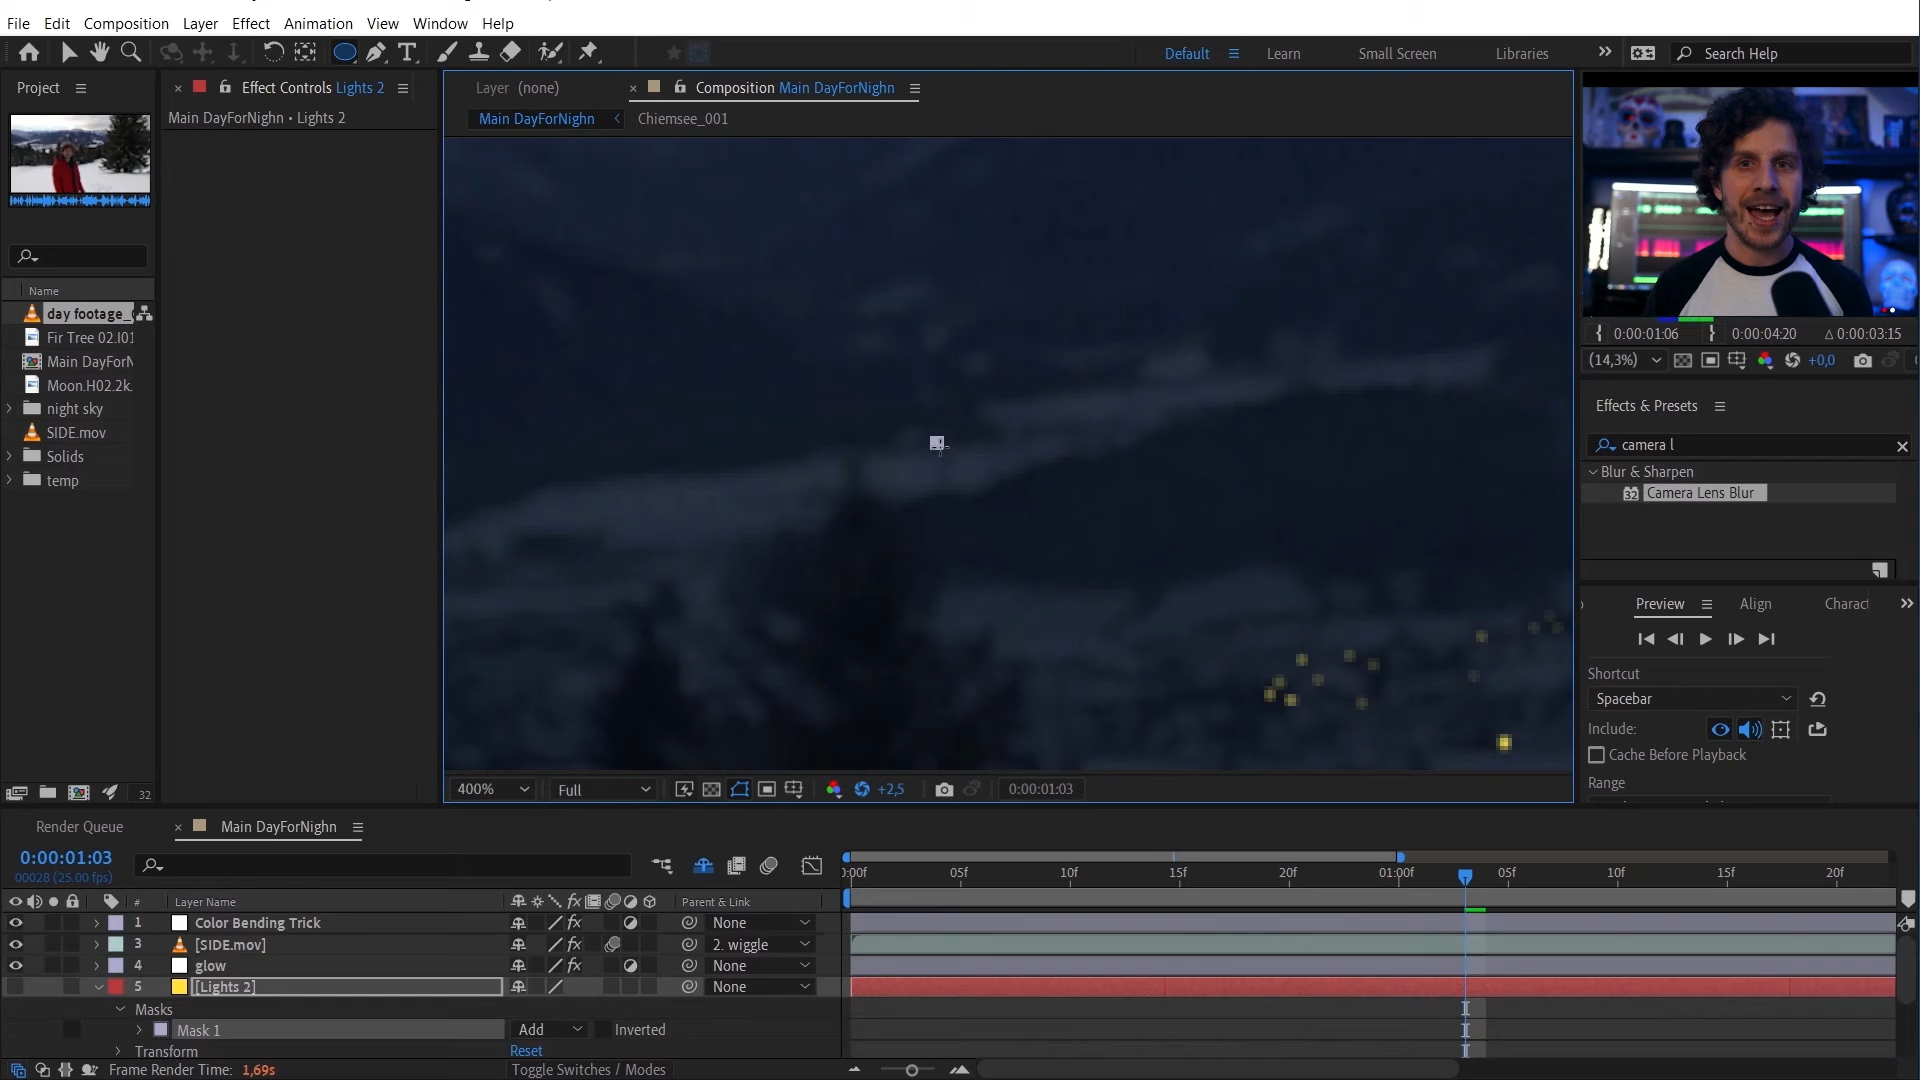 File Edit Composition Layer Effect Animation View Window Help
Default Learn Small Screen Libraries Search Help
Project
Effect Controls Lights 2
Layer (none)
Composition Main DayForNighn
Main DayForNighn • Lights 2
Main DayForNighn
Chiemsee_001
Name
day footage_
Fir Tree 02.I01
Main DayForN
Moon.H02.2k.
night sky
SIDE.mov
Solids
temp
32
400%
Full
+2,5
0:00:01:03
0:00:01:06
0:00:04:20
Δ 0:00:03:15
(14,3%)
+0,0
Effects & Presets
camera l
Blur & Sharpen
32 Camera Lens Blur
Preview Align Charact
Shortcut
Spacebar
Include:
Cache Before Playback
Range
Render Queue
Main DayForNighn
0:00:01:03
00028 (25.00 fps)
0:00f 05f 10f 15f 20f 01:00f 05f 10f 15f 20f
# Layer Name fx Parent & Link
1 Color Bending Trick fx None
3 [SIDE.mov] fx 2. wiggle
4 glow fx None
5 [Lights 2] None
Masks
Mask 1 Add Inverted
Transform Reset
Frame Render Time: 1,69s
Toggle Switches / Modes